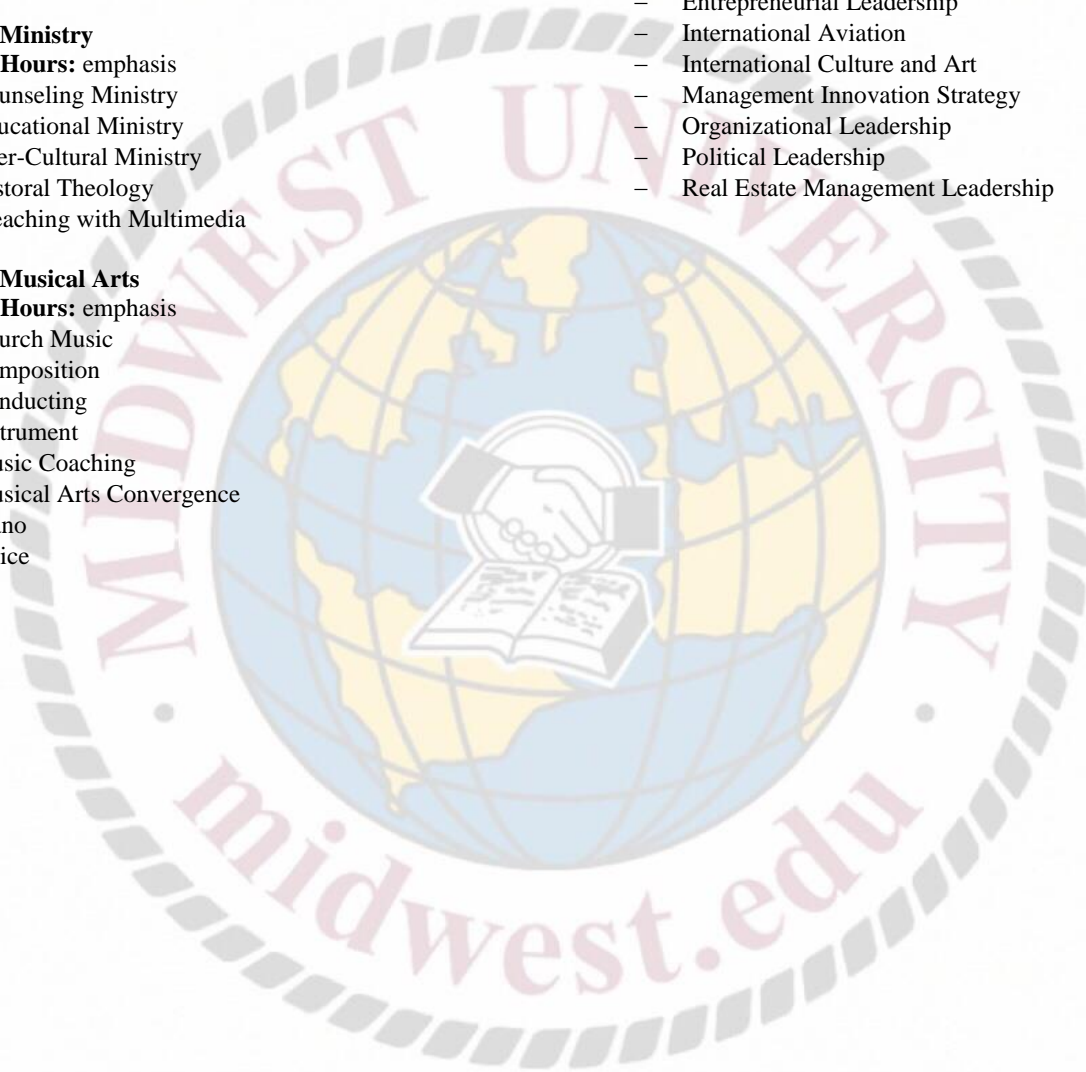 Ministry
Hours: emphasis
ounseling Ministry
ucational Ministry
er-Cultural Ministry
storal Theology
eaching with Multimedia
Musical Arts
Hours: emphasis
urch Music
mposition
nducting
trument
usic Coaching
usical Arts Convergence
ano
ice
– Entrepreneurial Leadership
– International Aviation
– International Culture and Art
– Management Innovation Strategy
– Organizational Leadership
– Political Leadership
– Real Estate Management Leadership
MIDWEST UNIVERSITY
midwest.edu